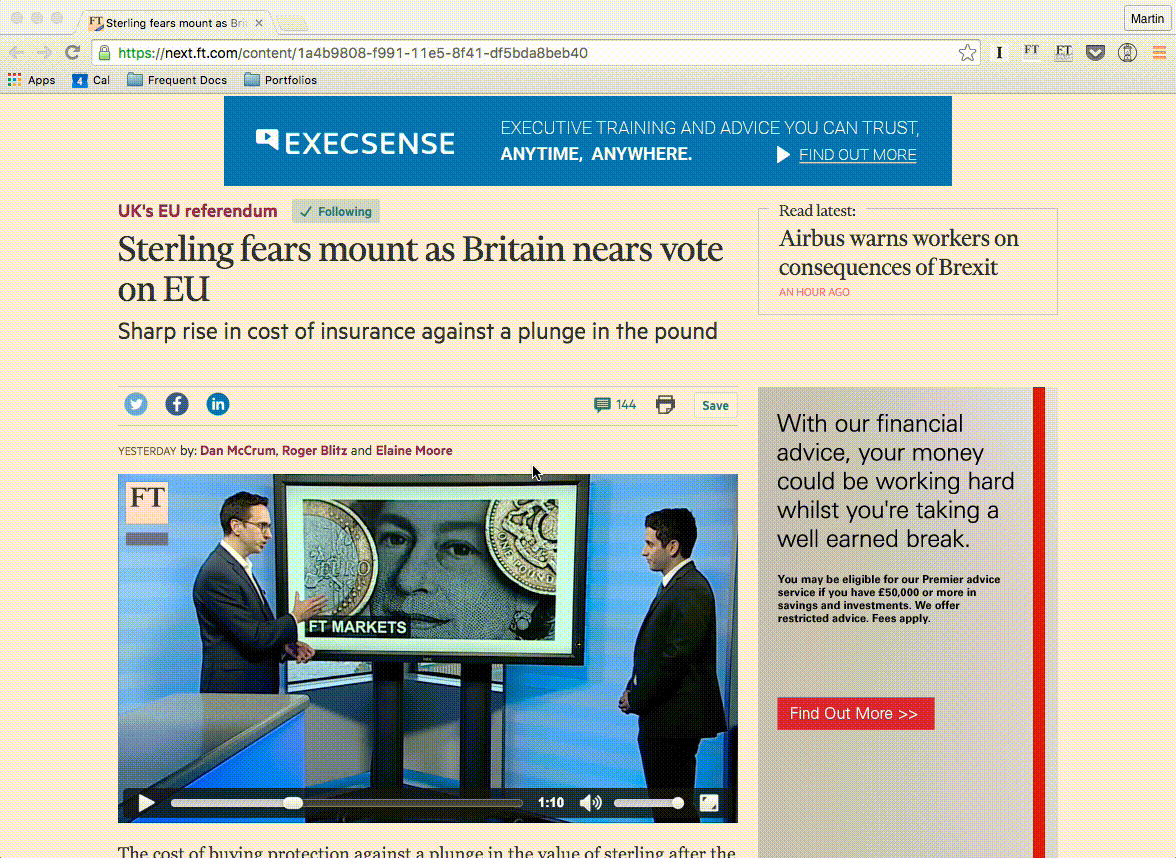 Sterling fears mount as Brit
Martin
https://next.ft.com/content/1a4b9808-f991-11e5-8f41-df5bda8beb40
FT
FT
Apps
4
Cal
Frequent Docs
Portfolios
EXECSENSE
EXECUTIVE TRAINING AND ADVICE YOU CAN TRUST,
ANYTIME, ANYWHERE.
FIND OUT MORE
UK's EU referendum
Following
Sterling fears mount as Britain nears vote
on EU
Sharp rise in cost of insurance against a plunge in the pound
Read latest:
Airbus warns workers on
consequences of Brexit
AN HOUR AGO
144
Save
YESTERDAY by: Dan McCrum, Roger Blitz and Elaine Moore
FT
EURO
POUND
FT MARKETS
1:10
With our financial
advice, your money
could be working hard
whilst you're taking a
well earned break.
You may be eligible for our Premier advice
service if you have £50,000 or more in
savings and investments. We offer
restricted advice. Fees apply.
Find Out More >>
The cost of buying protection against a plunge in the value of sterling after the